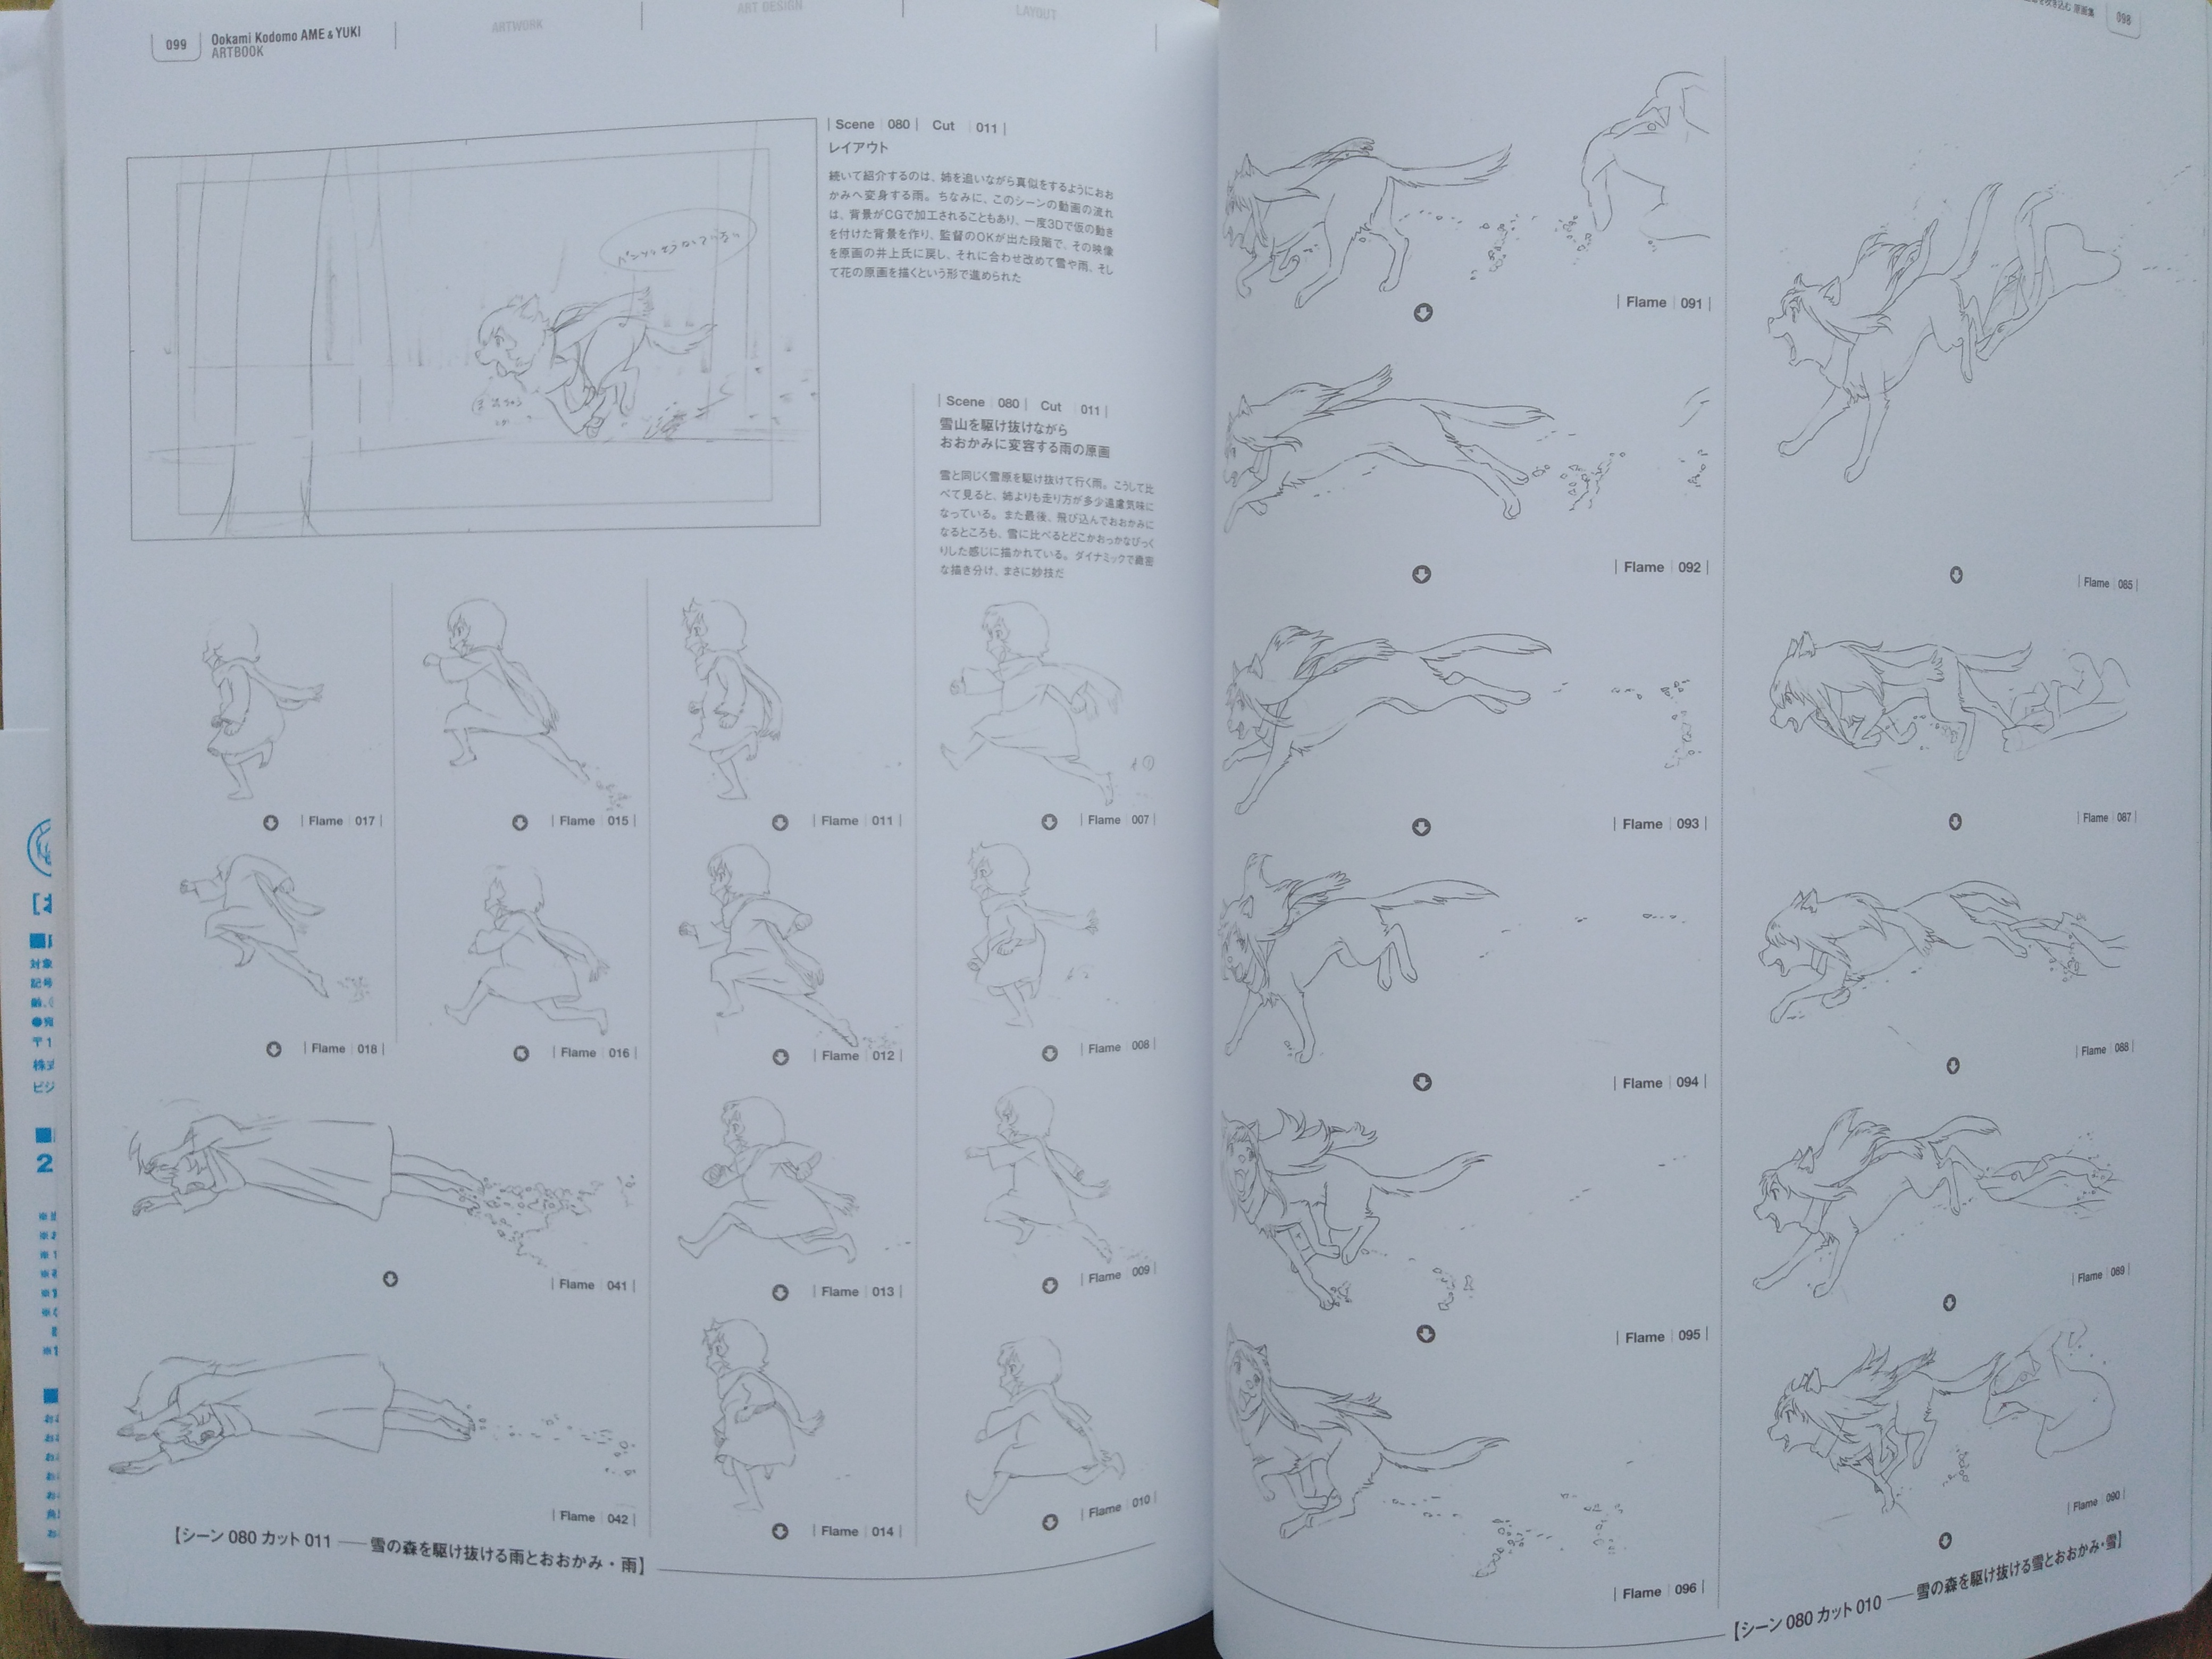 099
Ookami Kodomo AME & YUKI
ARTBOOK
ARTWORK
ART DESIGN
LAYOUT
| Scene | 080 | Cut | 011 |
レイアウト
続いて紹介するのは、姉を追いながら真似をするようにおお
かみへ変身する雨。ちなみに、このシーンの動画の流れ
は、背景がCGで加工されることもあり、一度3Dで仮の動き
を付けた背景を作り、監督のOKが出た段階で、その映像
を原画の井上氏に戻し、それに合わせ改めて雪や雨、そし
て花の原画を描くという形で進められた
| Scene | 080 | Cut | 011 |
雪山を駆け抜けながら
おおかみに変容する雨の原画
雪と同じく雪原を駆け抜けて行く雨。こうして比
べて見ると、姉よりも走り方が多少遠慮気味に
なっている。また最後、飛び込んでおおかみに
なるところも、雪に比べるとどこかおっかなびっく
りした感じに描かれている。ダイナミックで緻密
な描き分け、まさに妙技だ
| Flame | 017 |
| Flame | 015 |
| Flame | 011 |
| Flame | 007 |
| Flame | 018 |
| Flame | 016 |
| Flame | 012 |
| Flame | 008 |
| Flame | 041 |
| Flame | 013 |
| Flame | 009 |
| Flame | 042 |
| Flame | 014 |
| Flame | 010 |
【シーン 080 カット 011 ── 雪の森を駆け抜ける雨とおおかみ・雨】
対象
記号
〒1
株式
ビジ
2
原画集
098
| Flame | 091 |
| Flame | 085 |
| Flame | 092 |
| Flame | 087 |
| Flame | 093 |
| Flame | 088 |
| Flame | 094 |
| Flame | 089 |
| Flame | 095 |
| Flame | 090 |
| Flame | 096 |
【シーン 080 カット 010 ── 雪の森を駆け抜ける雪とおおかみ・雪】